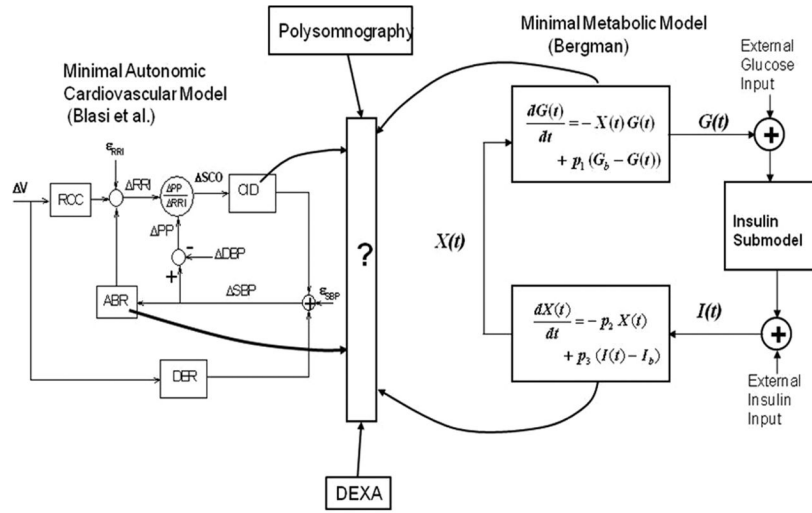 Polysomnography
Minimal Metabolic Model
(Bergman)
External
Glucose
Input
Minimal Autonomic
Cardiovascular Model
(Blasi et al.)
dG(t)/dt = − X(t) G(t)
+ p₁ (G_b − G(t))
G(t)
+
ε_RRI
ΔV
RCC
ΔRRI
ΔPP/ΔRRI
ΔSCO
CID
ΔPP
-
ΔDBP
+
?
X(t)
Insulin
Submodel
ABR
ΔSBP
+
ε_SBP
dX(t)/dt = − p₂ X(t)
+ p₃ (I(t) − I_b)
I(t)
+
DER
External
Insulin
Input
DEXA